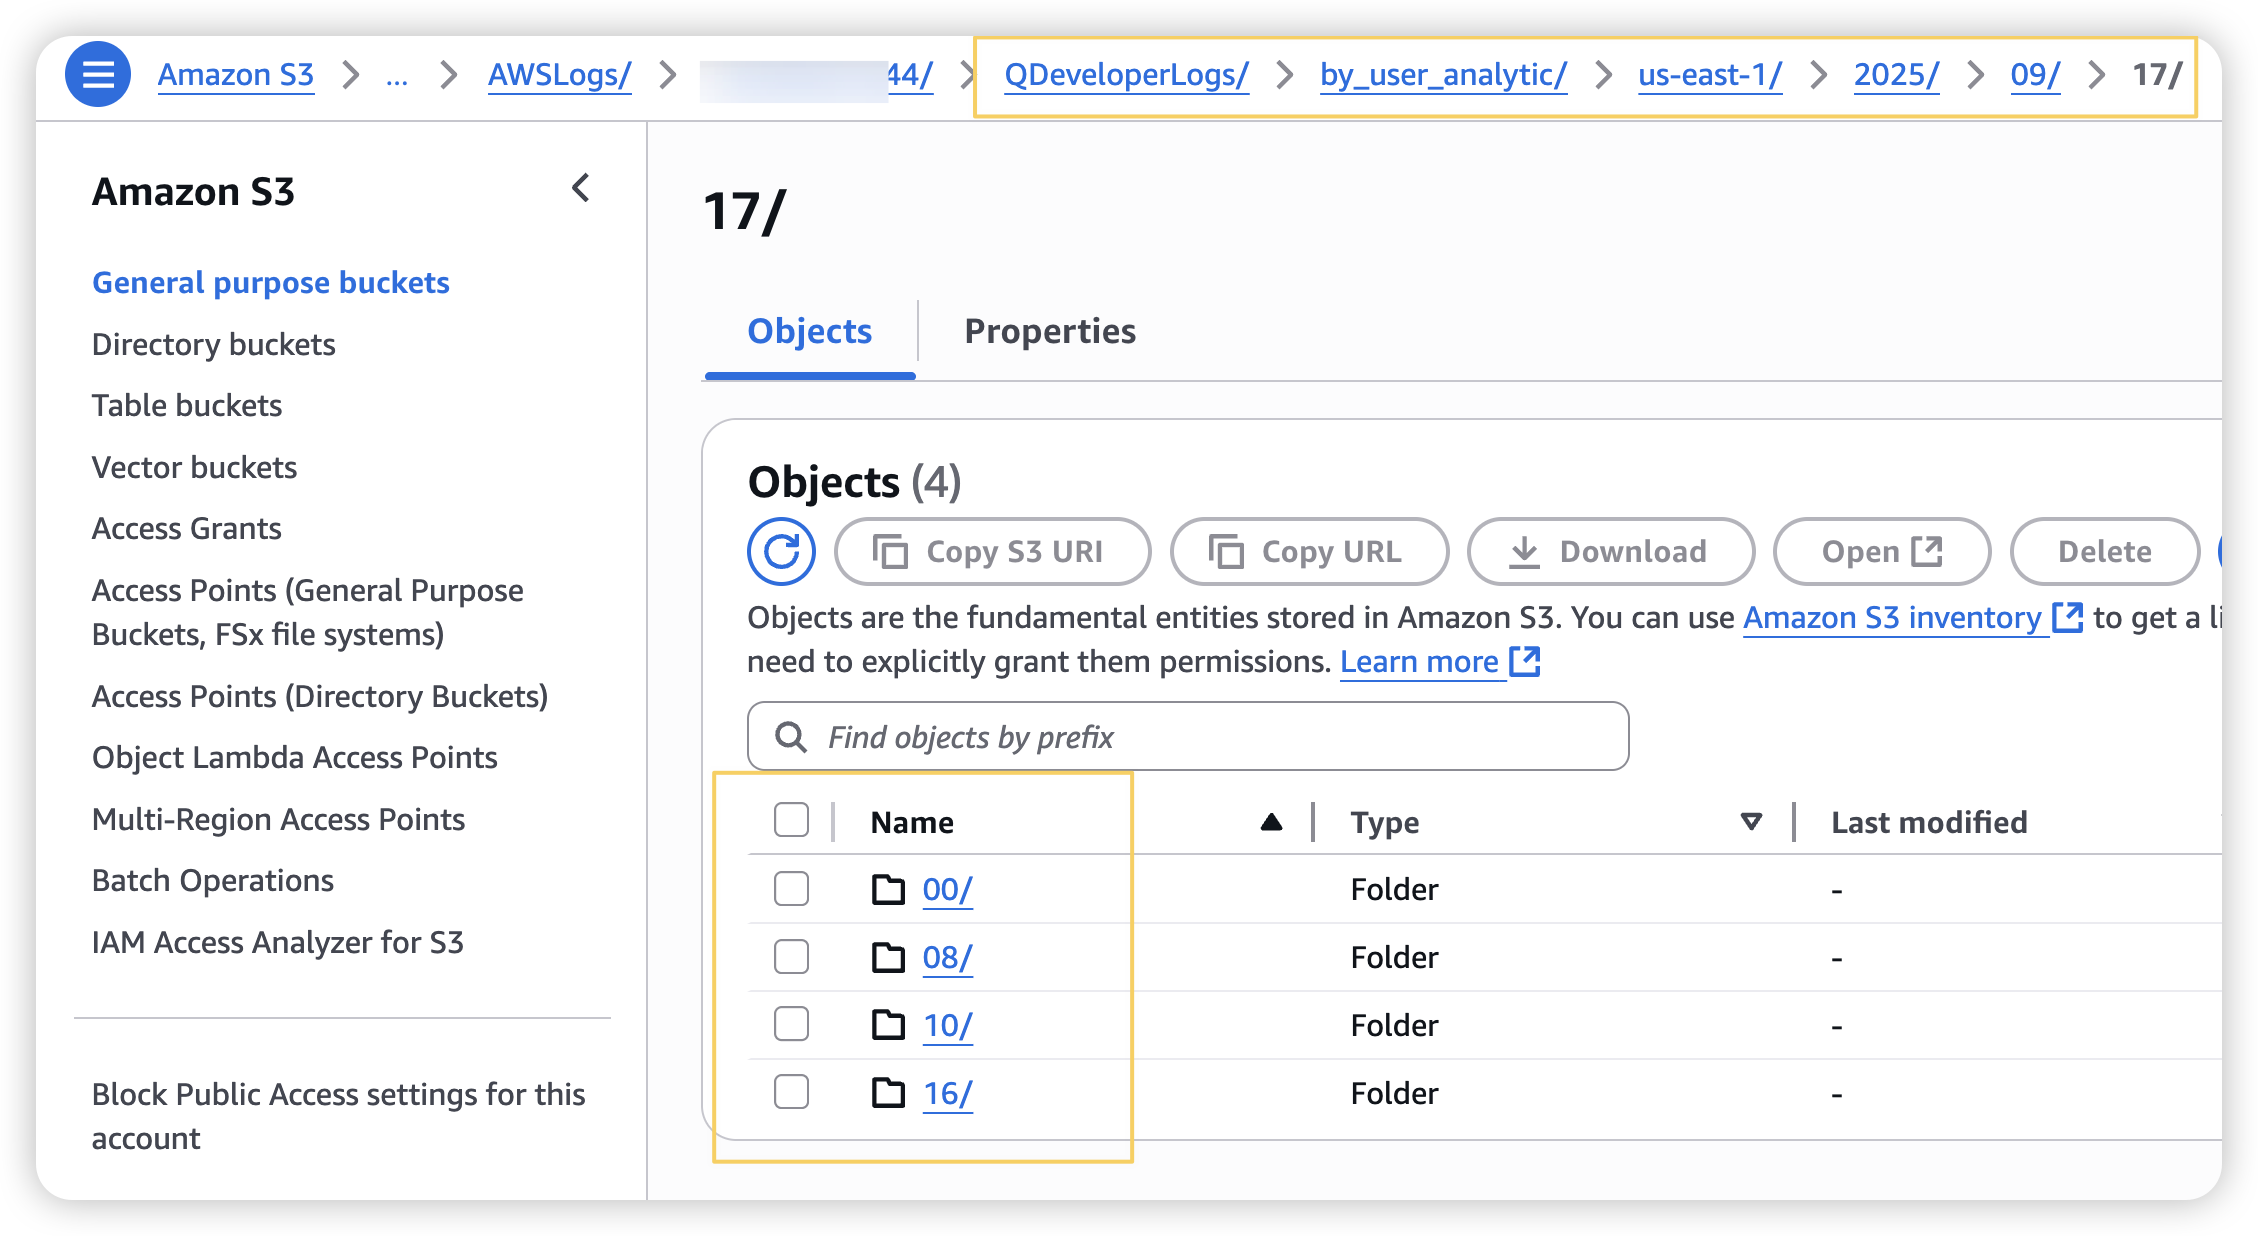 Amazon S3 > ... > AWSLogs/ > 44/ > QDeveloperLogs/ > by_user_analytic/ > us-east-1/ > 2025/ > 09/ > 17/
Amazon S3
General purpose buckets
Directory buckets
Table buckets
Vector buckets
Access Grants
Access Points (General Purpose
Buckets, FSx file systems)
Access Points (Directory Buckets)
Object Lambda Access Points
Multi-Region Access Points
Batch Operations
IAM Access Analyzer for S3
Block Public Access settings for this
account
17/
Objects Properties
Objects (4)
Copy S3 URI Copy URL Download Open Delete
Objects are the fundamental entities stored in Amazon S3. You can use Amazon S3 inventory to get a li
need to explicitly grant them permissions. Learn more
Find objects by prefix
Name Type Last modified
00/ Folder -
08/ Folder -
10/ Folder -
16/ Folder -